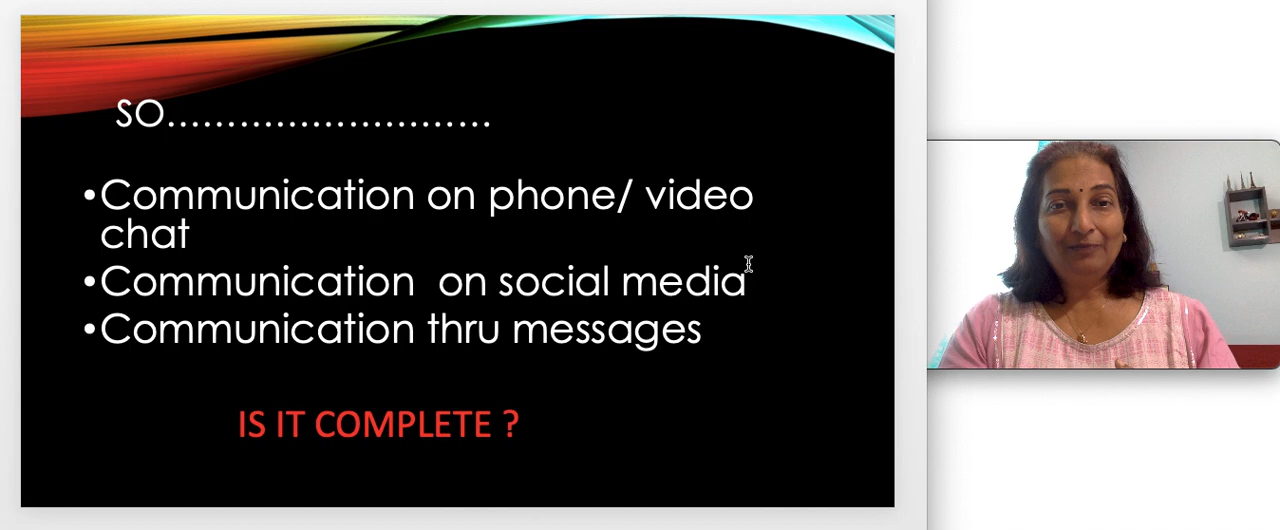 SO...........................
•Communication on phone/ video
chat
•Communication  on social media
•Communication thru messages
IS IT COMPLETE ?